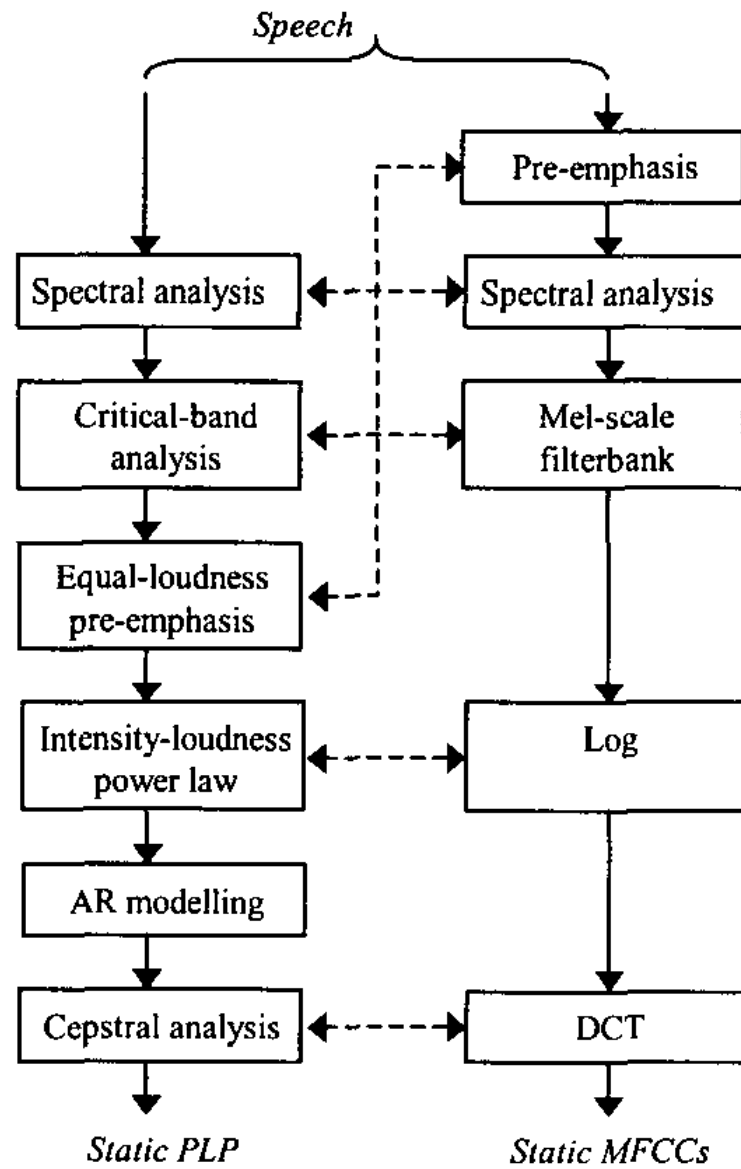 Speech
Pre-emphasis
Spectral analysis
Spectral analysis
Critical-band
analysis
Mel-scale
filterbank
Equal-loudness
pre-emphasis
Intensity-loudness
power law
Log
AR modelling
Cepstral analysis
DCT
Static PLP
Static MFCCs